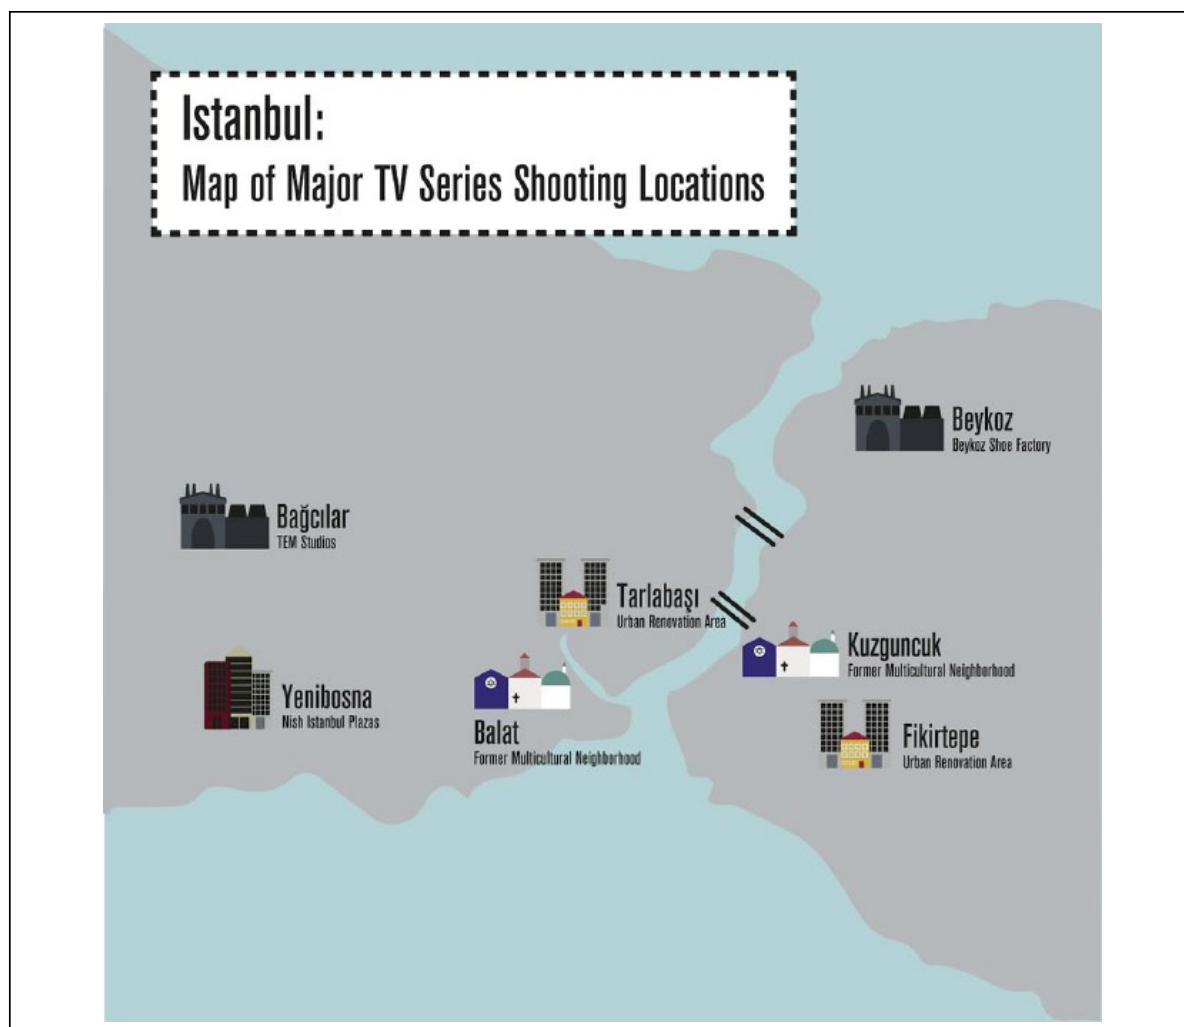 Istanbul:
Map of Major TV Series Shooting Locations
Beykoz
Beykoz Shoe Factory
Bağcılar
TEM Studios
Tarlabaşı
Urban Renovation Area
Kuzguncuk
Former Multicultural Neighborhood
Yenibosna
Nish Istanbul Plazas
Balat
Former Multicultural Neighborhood
Fikirtepe
Urban Renovation Area